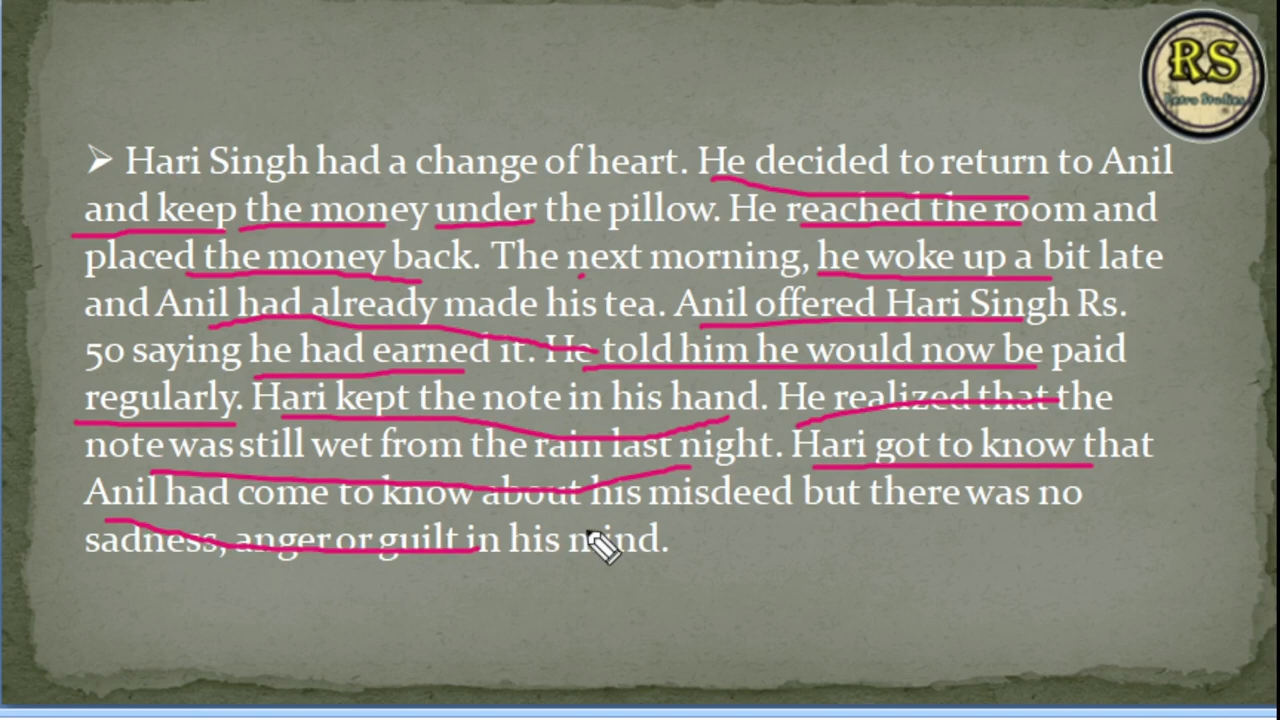 RS
Retro Studies
➢ Hari Singh had a change of heart. He decided to return to Anil
and keep the money under the pillow. He reached the room and
placed the money back. The next morning, he woke up a bit late
and Anil had already made his tea. Anil offered Hari Singh Rs.
50 saying he had earned it. He told him he would now be paid
regularly. Hari kept the note in his hand. He realized that the
note was still wet from the rain last night. Hari got to know that
Anil had come to know about his misdeed but there was no
sadness, anger or guilt in his mind.